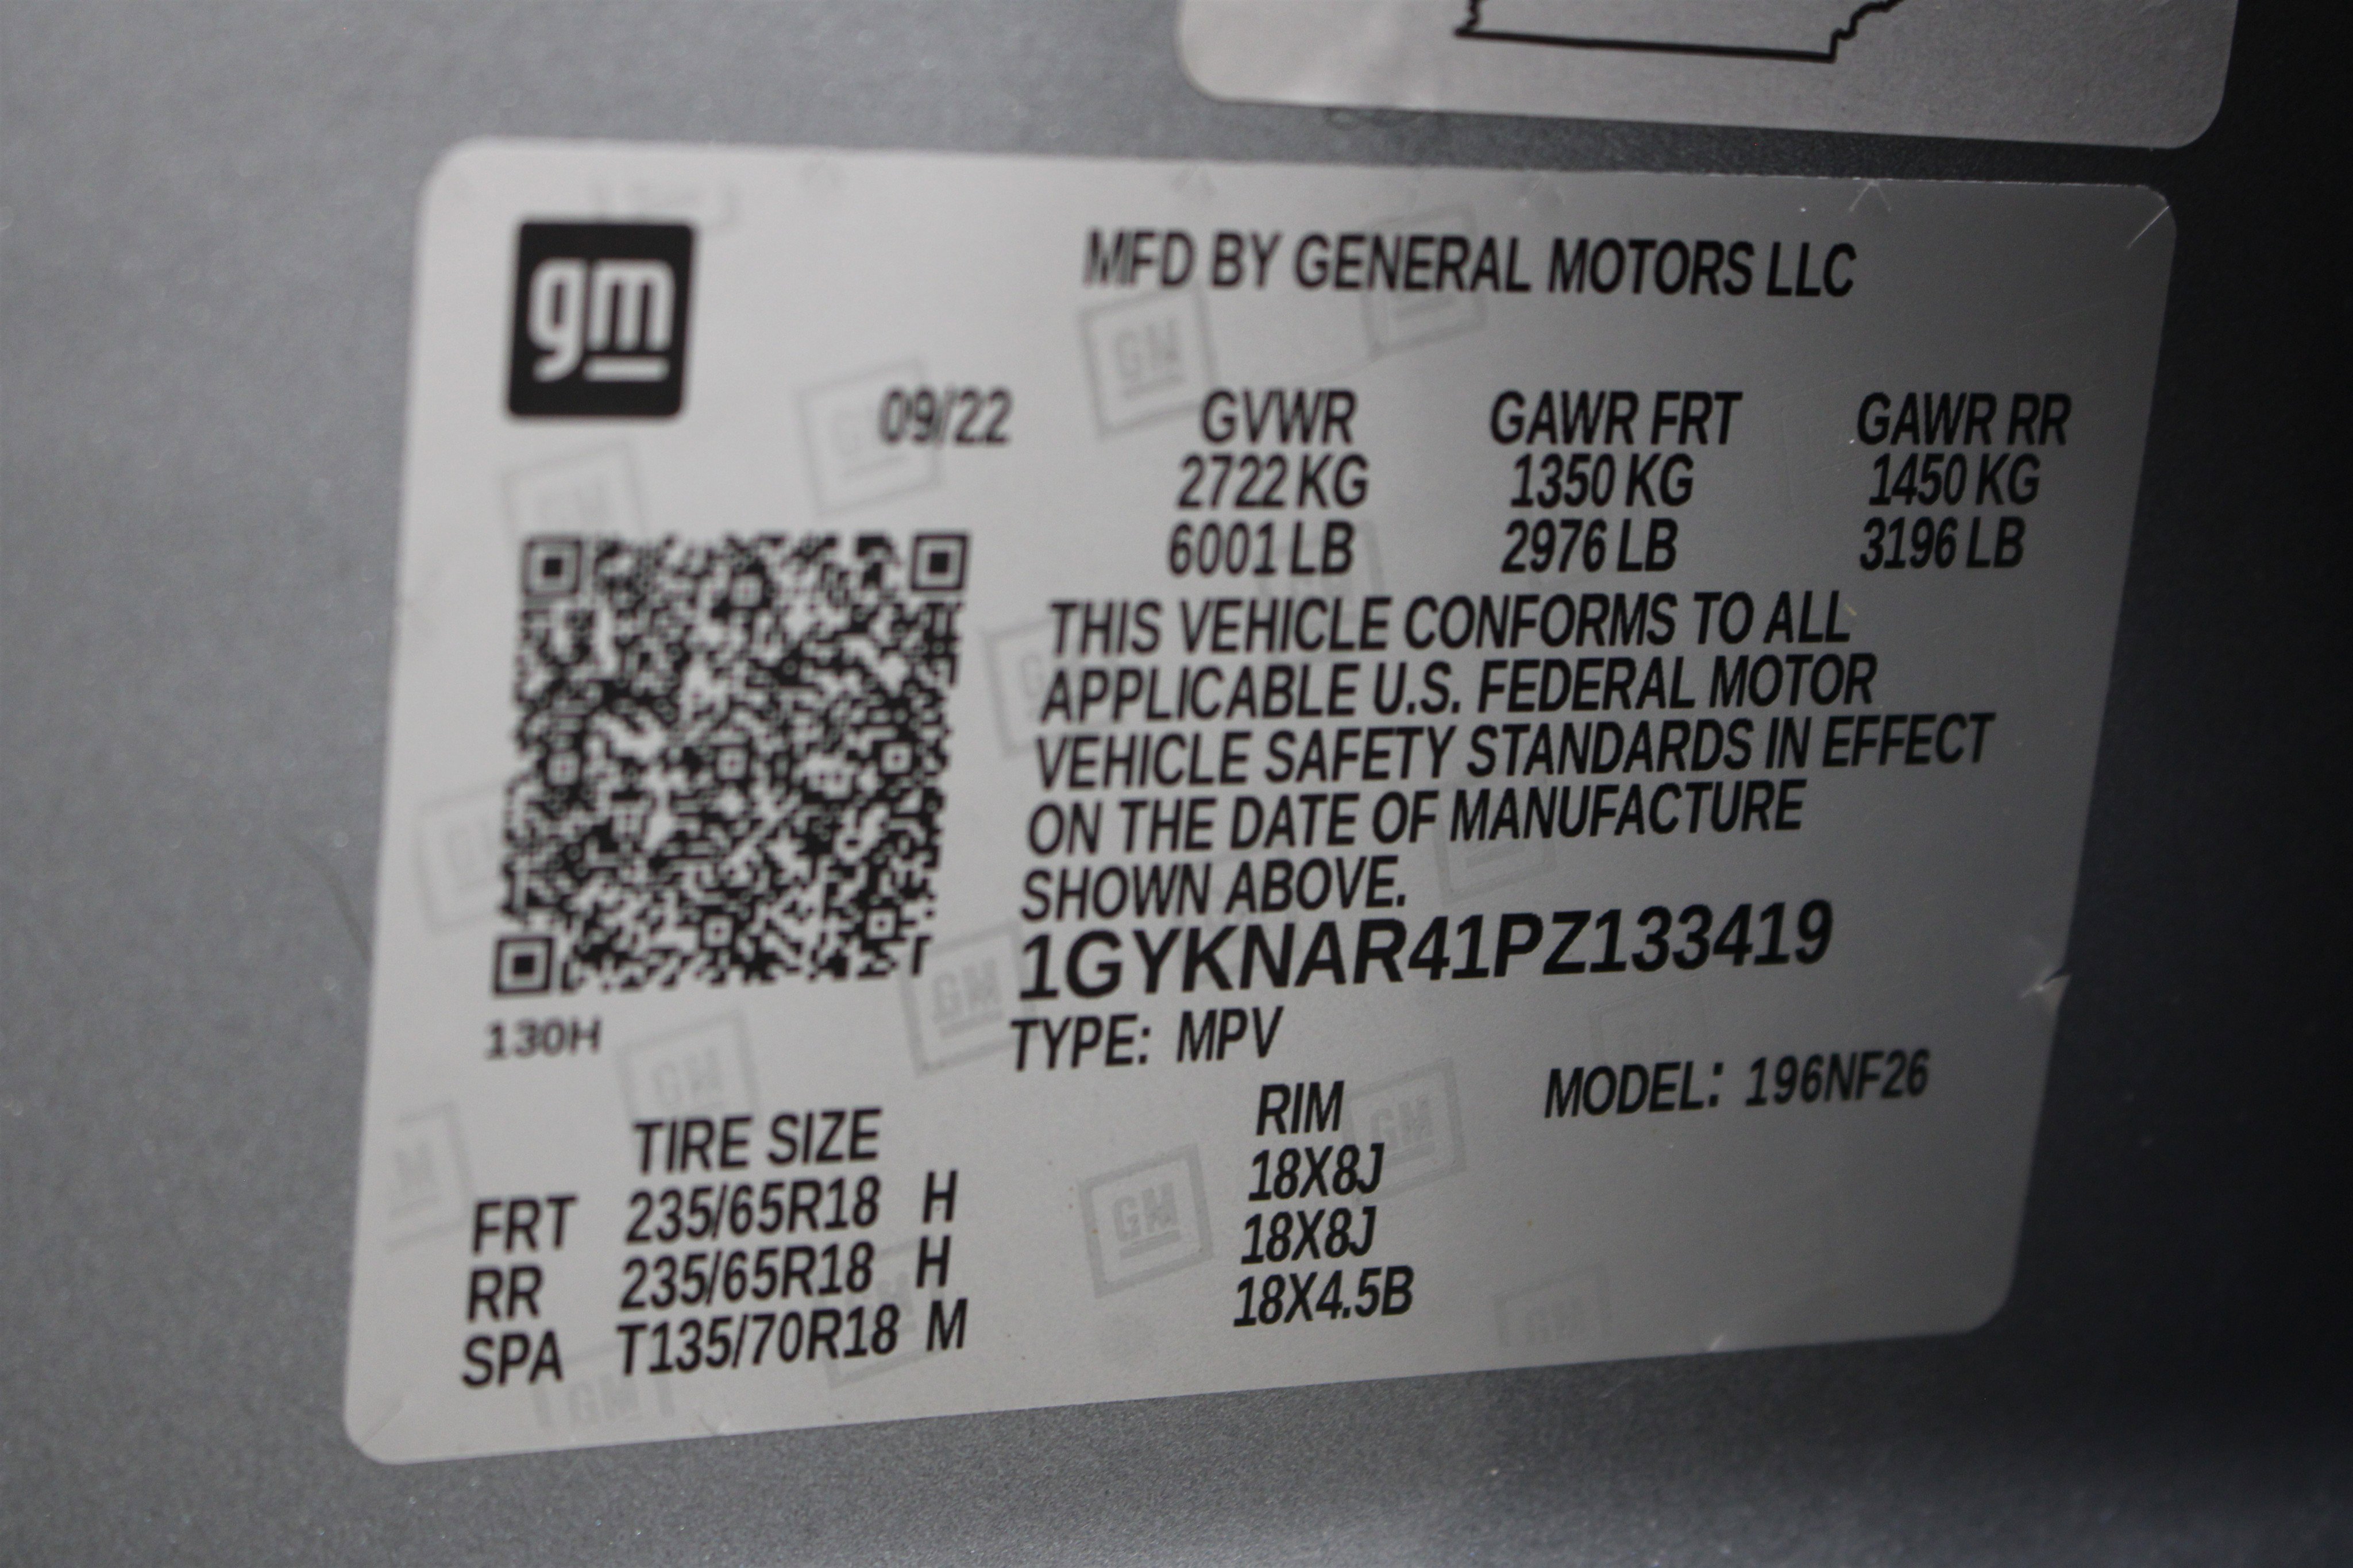 gm
MFD BY GENERAL MOTORS LLC
09/22 GVWR GAWR FRT GAWR RR
2722 KG 1350 KG 1450 KG
6001 LB 2976 LB 3196 LB
THIS VEHICLE CONFORMS TO ALL
APPLICABLE U.S. FEDERAL MOTOR
VEHICLE SAFETY STANDARDS IN EFFECT
ON THE DATE OF MANUFACTURE
SHOWN ABOVE.
1GYKNAR41PZ133419
130H
TYPE: MPV
MODEL: 196NF26
TIRE SIZE RIM
FRT 235/65R18 H 18X8J
RR 235/65R18 H 18X8J
SPA T135/70R18 M 18X4.5B